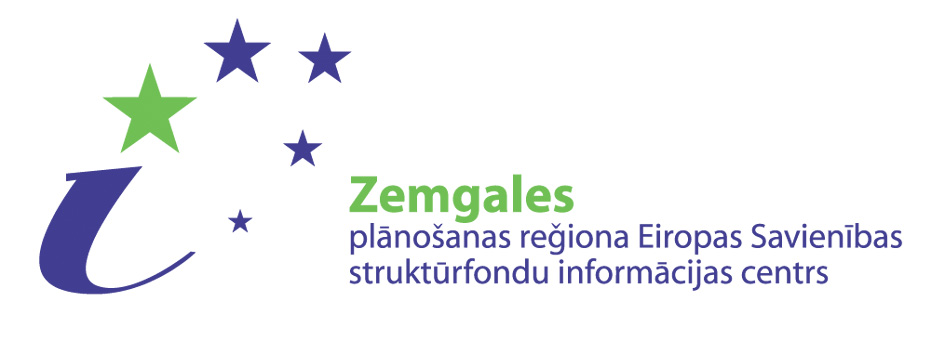 Zemgales
plānošanas reģiona Eiropas Savienības
struktūrfondu informācijas centrs